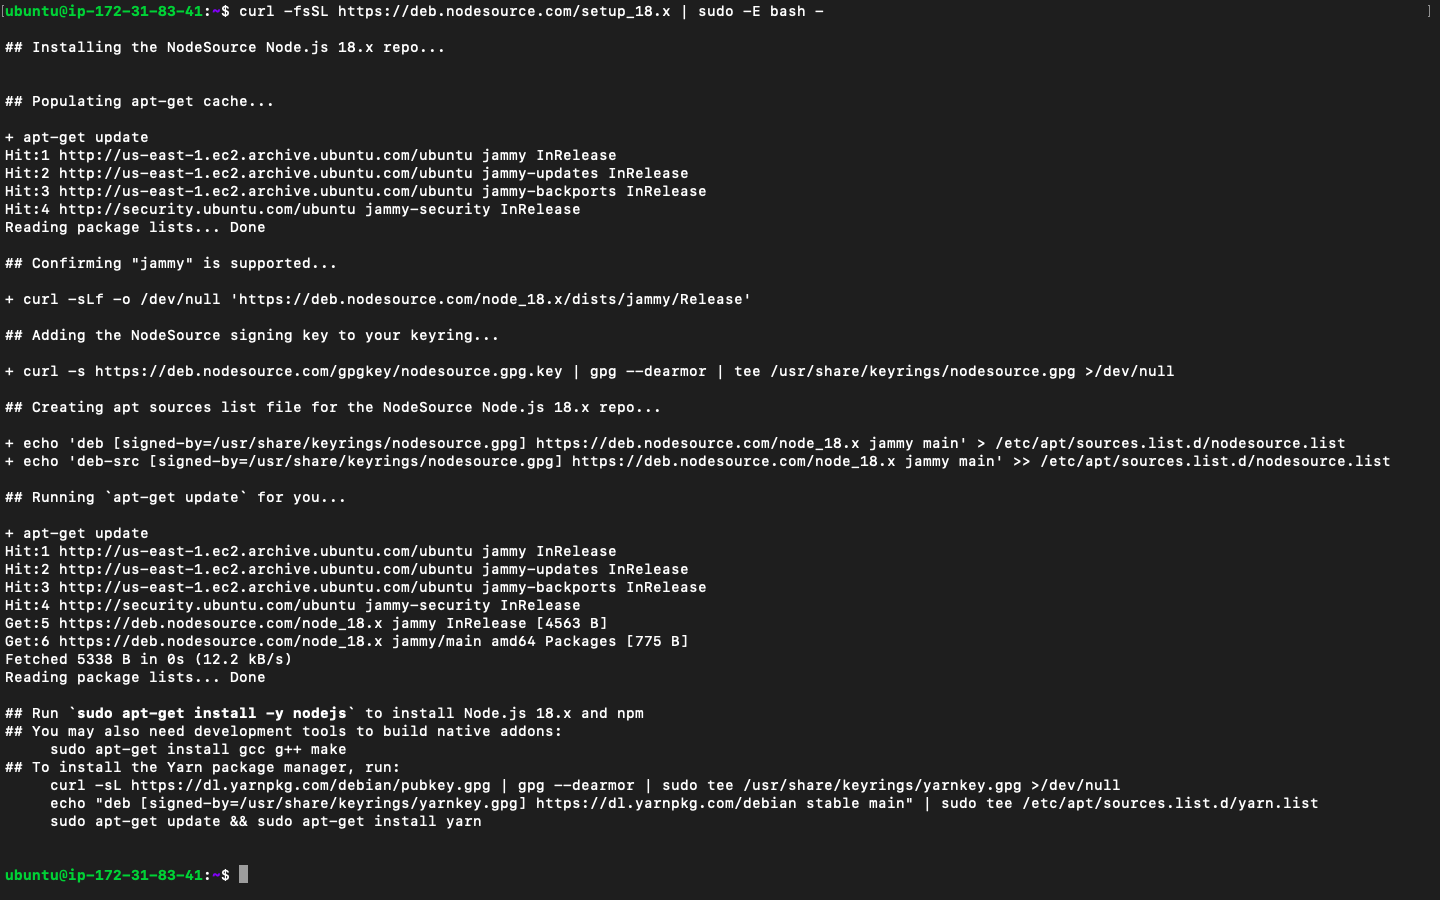 [ubuntu@ip-172-31-83-41:~$ curl -fsSL https://deb.nodesource.com/setup_18.x | sudo -E bash - ]
## Installing the NodeSource Node.js 18.x repo...
## Populating apt-get cache...
+ apt-get update
Hit:1 http://us-east-1.ec2.archive.ubuntu.com/ubuntu jammy InRelease
Hit:2 http://us-east-1.ec2.archive.ubuntu.com/ubuntu jammy-updates InRelease
Hit:3 http://us-east-1.ec2.archive.ubuntu.com/ubuntu jammy-backports InRelease
Hit:4 http://security.ubuntu.com/ubuntu jammy-security InRelease
Reading package lists... Done
## Confirming "jammy" is supported...
+ curl -sLf -o /dev/null 'https://deb.nodesource.com/node_18.x/dists/jammy/Release'
## Adding the NodeSource signing key to your keyring...
+ curl -s https://deb.nodesource.com/gpgkey/nodesource.gpg.key | gpg --dearmor | tee /usr/share/keyrings/nodesource.gpg >/dev/null
## Creating apt sources list file for the NodeSource Node.js 18.x repo...
+ echo 'deb [signed-by=/usr/share/keyrings/nodesource.gpg] https://deb.nodesource.com/node_18.x jammy main' > /etc/apt/sources.list.d/nodesource.list
+ echo 'deb-src [signed-by=/usr/share/keyrings/nodesource.gpg] https://deb.nodesource.com/node_18.x jammy main' >> /etc/apt/sources.list.d/nodesource.list
## Running `apt-get update` for you...
+ apt-get update
Hit:1 http://us-east-1.ec2.archive.ubuntu.com/ubuntu jammy InRelease
Hit:2 http://us-east-1.ec2.archive.ubuntu.com/ubuntu jammy-updates InRelease
Hit:3 http://us-east-1.ec2.archive.ubuntu.com/ubuntu jammy-backports InRelease
Hit:4 http://security.ubuntu.com/ubuntu jammy-security InRelease
Get:5 https://deb.nodesource.com/node_18.x jammy InRelease [4563 B]
Get:6 https://deb.nodesource.com/node_18.x jammy/main amd64 Packages [775 B]
Fetched 5338 B in 0s (12.2 kB/s)
Reading package lists... Done
## Run `sudo apt-get install -y nodejs` to install Node.js 18.x and npm
## You may also need development tools to build native addons:
sudo apt-get install gcc g++ make
## To install the Yarn package manager, run:
curl -sL https://dl.yarnpkg.com/debian/pubkey.gpg | gpg --dearmor | sudo tee /usr/share/keyrings/yarnkey.gpg >/dev/null
echo "deb [signed-by=/usr/share/keyrings/yarnkey.gpg] https://dl.yarnpkg.com/debian stable main" | sudo tee /etc/apt/sources.list.d/yarn.list
sudo apt-get update && sudo apt-get install yarn
ubuntu@ip-172-31-83-41:~$